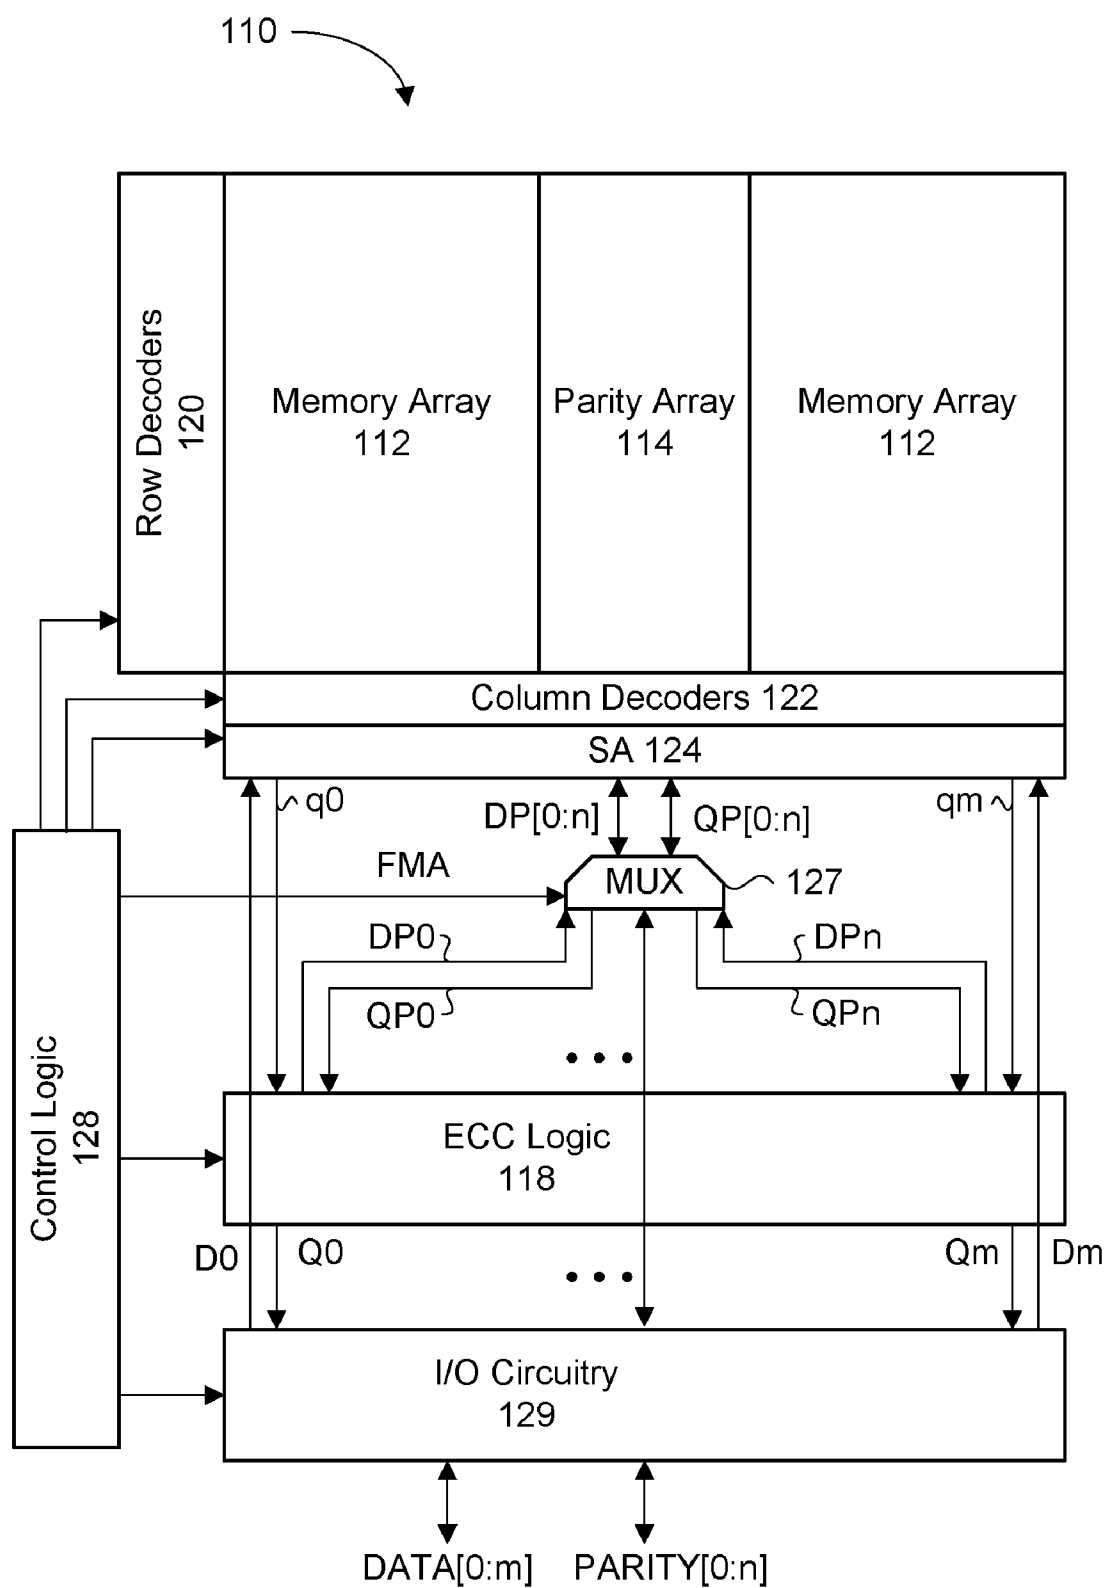 110
Row Decoders
120
Memory Array
112
Parity Array
114
Memory Array
112
Column Decoders 122
SA 124
q0
DP[0:n]
QP[0:n]
qm
FMA
MUX
127
DP0
DPn
QP0
QPn
Control Logic
128
ECC Logic
118
D0
Q0
Qm
Dm
I/O Circuitry
129
DATA[0:m]
PARITY[0:n]